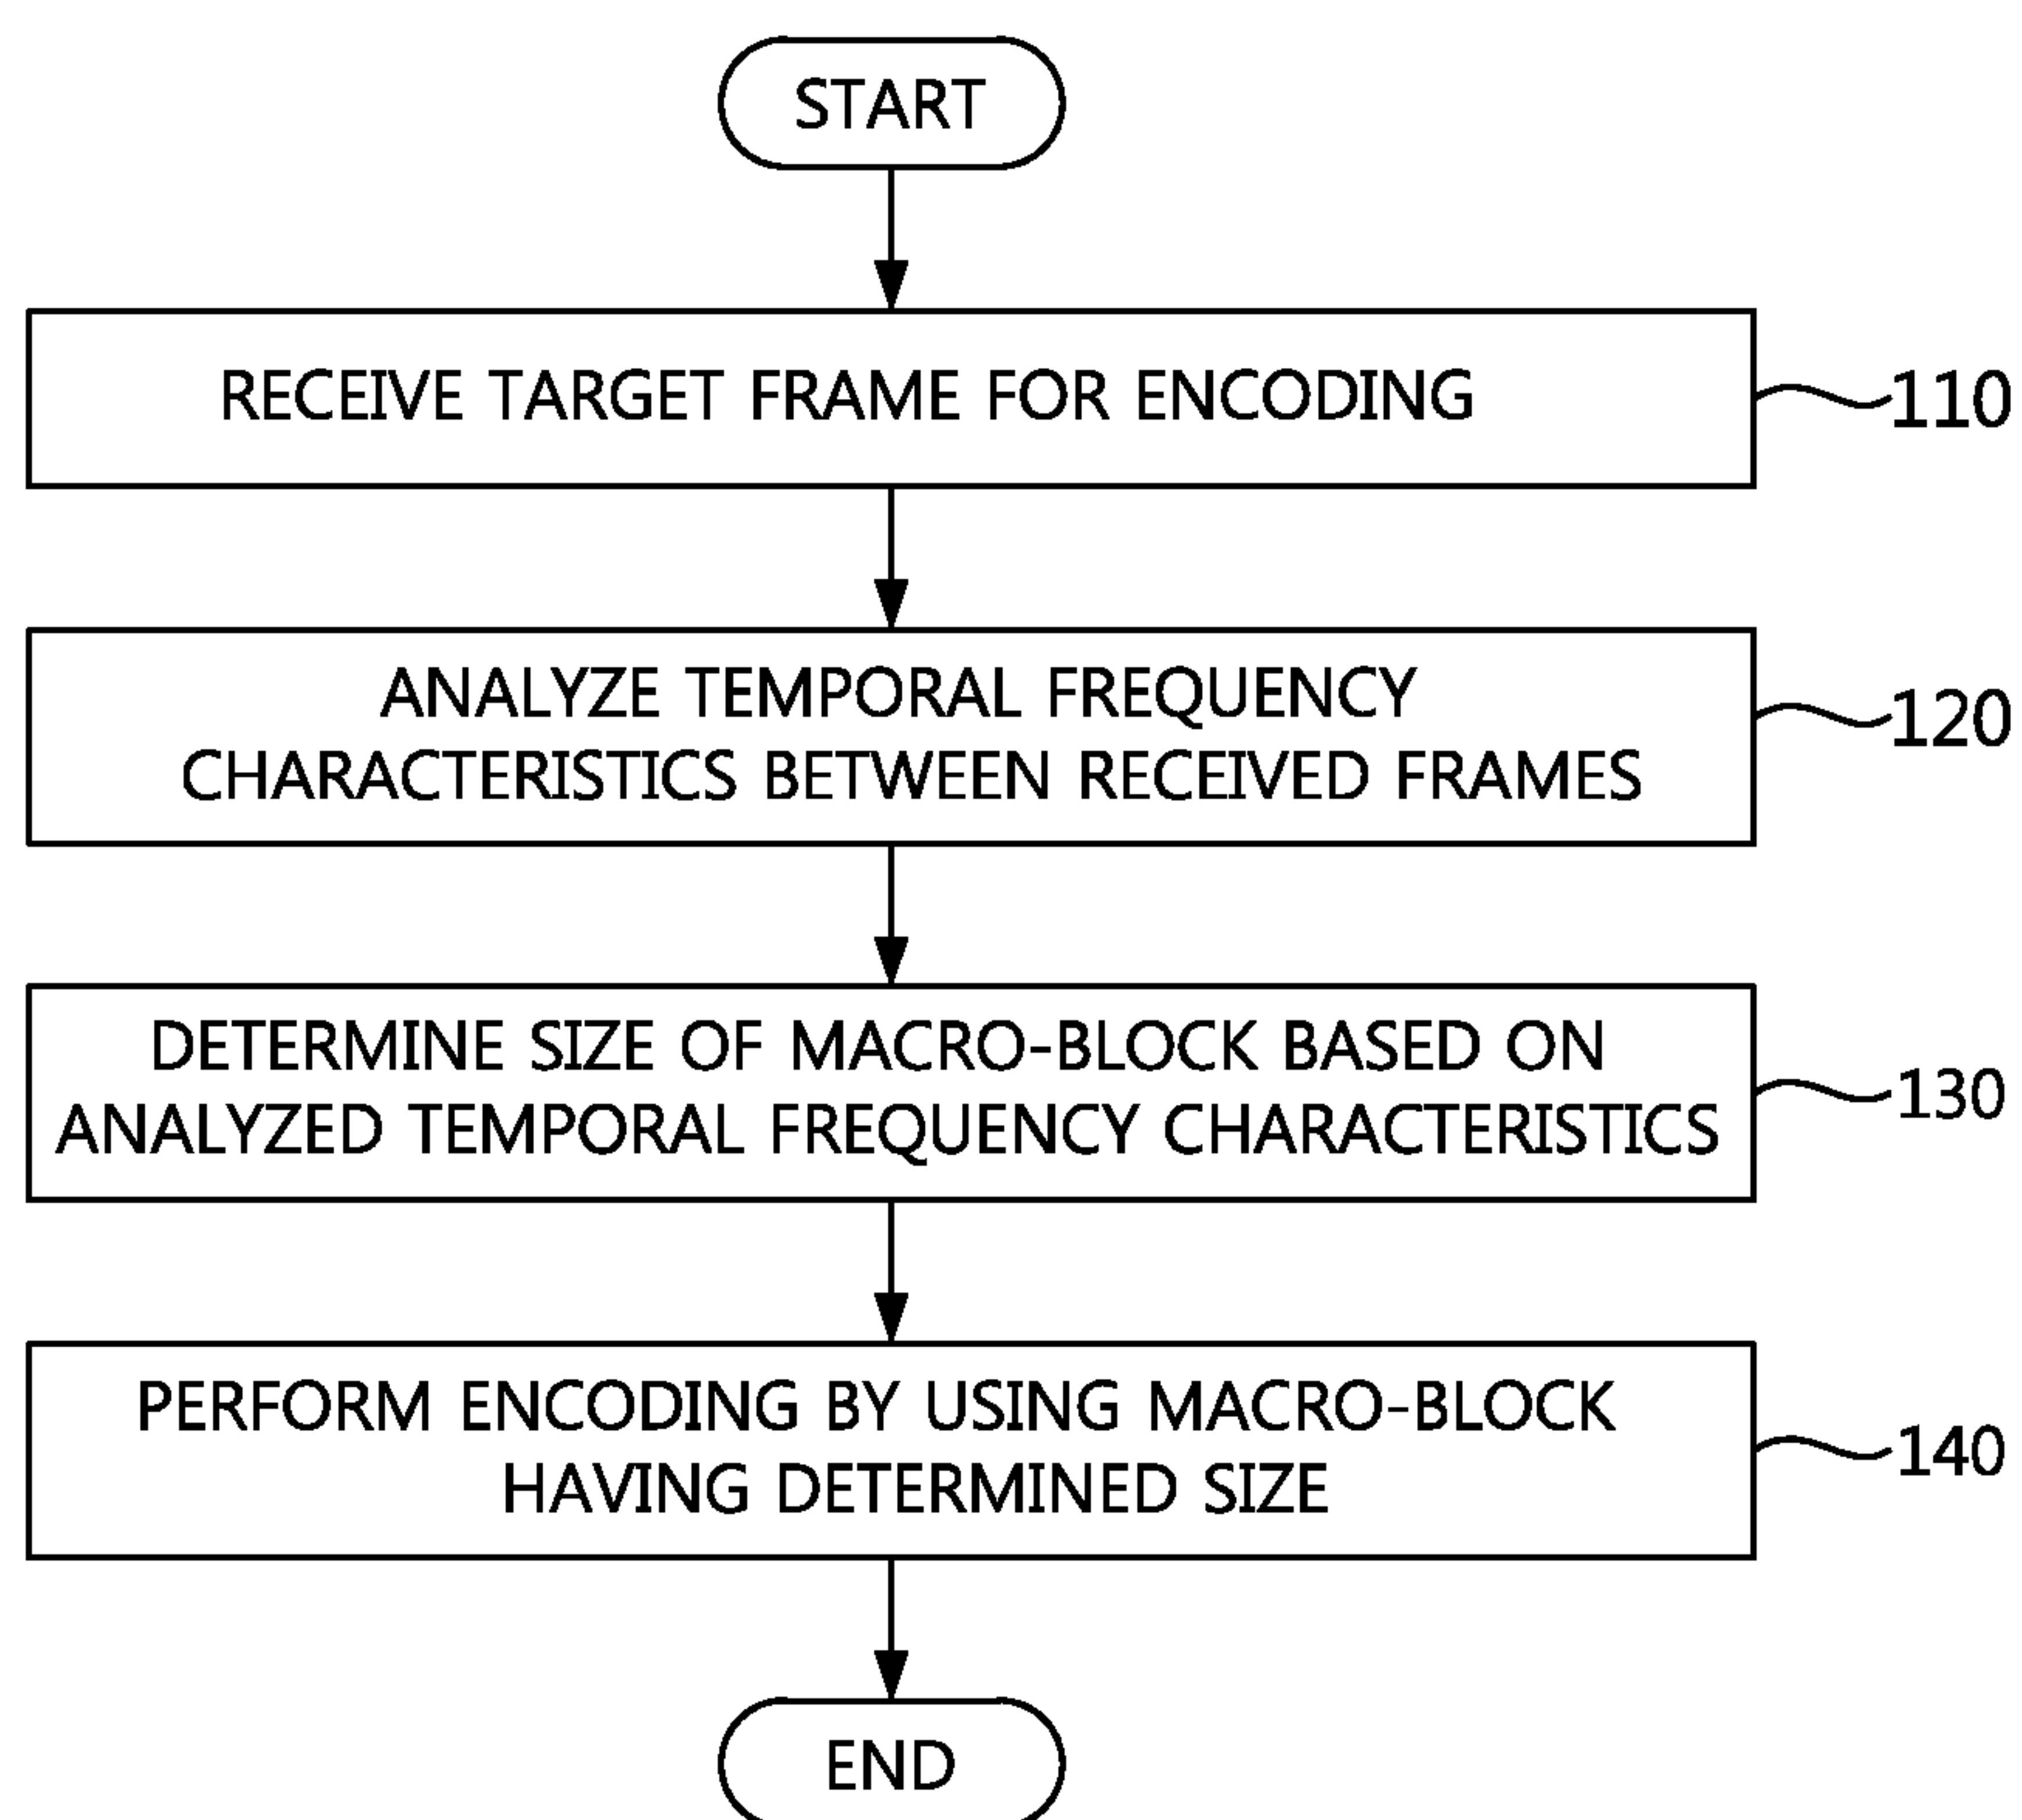 START
RECEIVE TARGET FRAME FOR ENCODING
110
ANALYZE TEMPORAL FREQUENCY
CHARACTERISTICS BETWEEN RECEIVED FRAMES
120
DETERMINE SIZE OF MACRO-BLOCK BASED ON
ANALYZED TEMPORAL FREQUENCY CHARACTERISTICS
130
PERFORM ENCODING BY USING MACRO-BLOCK
HAVING DETERMINED SIZE
140
END